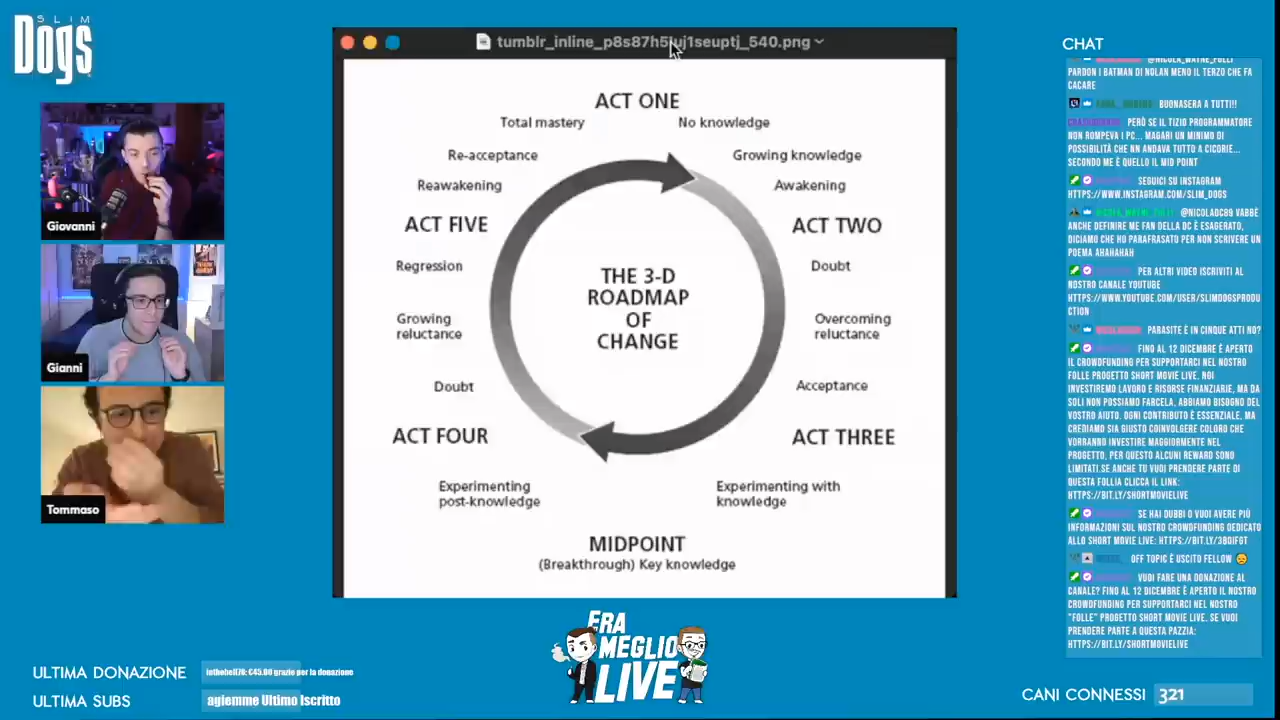 SLIM
Dogs
Giovanni
Gianni
Tommaso
tumblr_inline_p8s87h5luj1seuptj_540.png
ACT ONE
Total mastery
No knowledge
Re-acceptance
Growing knowledge
Reawakening
Awakening
ACT FIVE
ACT TWO
Regression
Doubt
THE 3-D
ROADMAP
OF
CHANGE
Growing
reluctance
Overcoming
reluctance
Doubt
Acceptance
ACT FOUR
ACT THREE
Experimenting
post-knowledge
Experimenting with
knowledge
MIDPOINT
(Breakthrough) Key knowledge
ERA
MEGLIO
LIVE
ULTIMA DONAZIONE
€45.00 grazie per la donazione
ULTIMA SUBS
agiemme Ultimo Iscritto
CHAT
PARDON I BATMAN DI NOLAN MENO IL TERZO CHE FA
CACARE
BUONASERA A TUTTI!!
PERÒ SE IL TIZIO PROGRAMMATORE
NON ROMPEVA I PC... MAGARI UN MINIMO DI
POSSIBILITÀ CHE NN ANDAVA TUTTO A CICORIE...
SECONDO ME È QUELLO IL MID POINT
SEGUICI SU INSTAGRAM
HTTPS://WWW.INSTAGRAM.COM/SLIM_DOGS
@NICOLADC89 VABBÈ
ANCHE DEFINIRE ME FAN DELLA DC È ESAGERATO,
DICIAMO CHE HO PARAFRASATO PER NON SCRIVERE UN
POEMA AHAHAHAH
PER ALTRI VIDEO ISCRIVITI AL
NOSTRO CANALE YOUTUBE
HTTPS://WWW.YOUTUBE.COM/USER/SLIMDOGSPRODU
CTION
PARASITE È IN CINQUE ATTI NO?
FINO AL 12 DICEMBRE È APERTO
IL CROWDFUNDING PER SUPPORTARCI NEL NOSTRO
FOLLE PROGETTO SHORT MOVIE LIVE. NOI
INVESTIREMO LAVORO E RISORSE FINANZIARIE, MA DA
SOLI NON POSSIAMO FARCELA, ABBIAMO BISOGNO DEL
VOSTRO AIUTO. OGNI CONTRIBUTO È ESSENZIALE, MA
CREDIAMO SIA GIUSTO COINVOLGERE COLORO CHE
VORRANNO INVESTIRE MAGGIORMENTE NEL
PROGETTO, PER QUESTO ALCUNI REWARD SONO
LIMITATI.SE ANCHE TU VUOI PRENDERE PARTE DI
QUESTA FOLLIA CLICCA IL LINK:
HTTPS://BIT.LY/SHORTMOVIELIVE
SE HAI DUBBI O VUOI AVERE PIÙ
INFORMAZIONI SUL NOSTRO CROWDFUNDING DEDICATO
ALLO SHORT MOVIE LIVE:
OFF TOPIC È USCITO FELLOW 😞
VUOI FARE UNA DONAZIONE AL
CANALE? FINO AL 12 DICEMBRE È APERTO IL NOSTRO
CROWDFUNDING PER SUPPORTARCI NEL NOSTRO
"FOLLE" PROGETTO SHORT MOVIE LIVE. SE VUOI
PRENDERE PARTE A QUESTA PAZZIA:
HTTPS://BIT.LY/SHORTMOVIELIVE
CANI CONNESSI 321